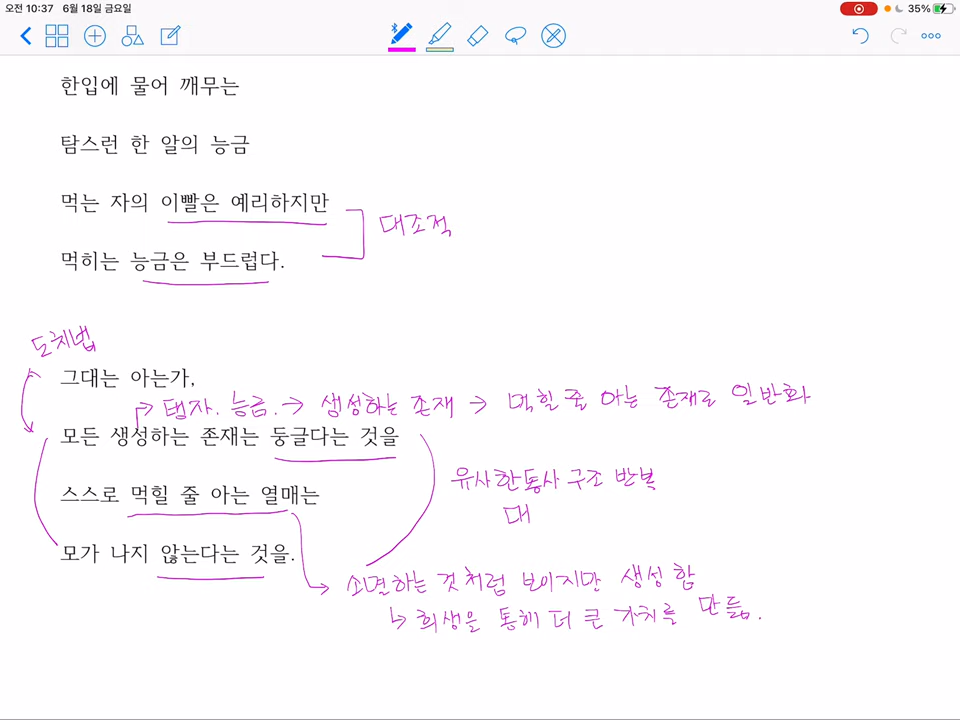 오전 10:37 6월 18일 금요일
35%
한입에 물어 깨무는
탐스런 한 알의 능금
먹는 자의 이빨은 예리하지만
대조적
먹히는 능금은 부드럽다.
도치법
그대는 아는가,
탱자. 능금. → 생성하는 존재 → 먹힐 줄 아는 존재로 일반화
모든 생성하는 존재는 둥글다는 것을
유사한 통사 구조 반복
대
스스로 먹힐 줄 아는 열매는
모가 나지 않는다는 것을.
소멸하는 것처럼 보이지만 생성함
↳ 희생을 통해 더 큰 가치를 만듦.